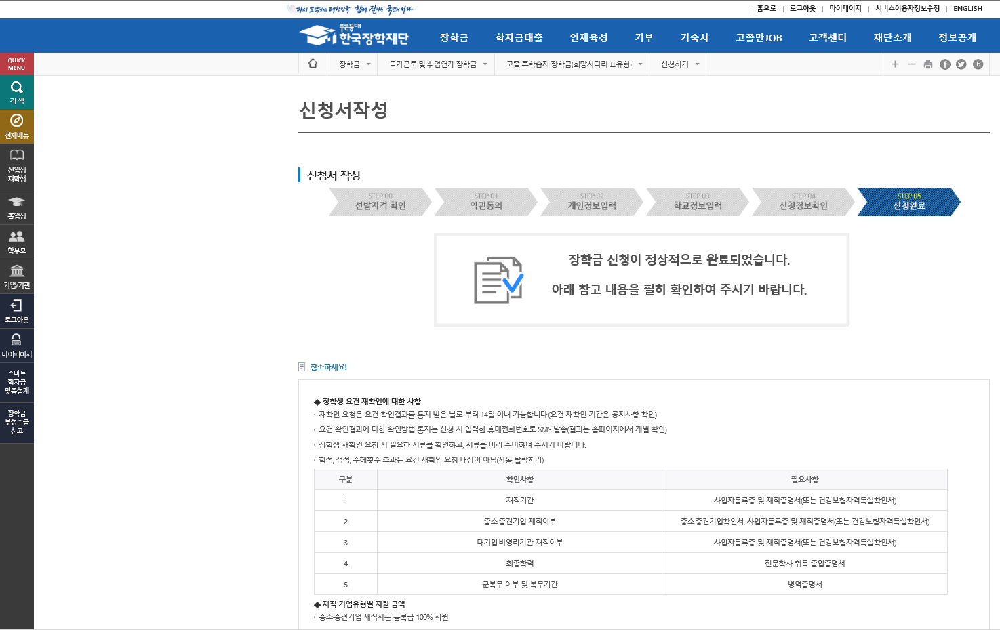 다시 도약하는 대한민국 함께 잘사는 국민의 나라
홈으로 로그아웃 마이페이지 서비스이용자정보수정 ENGLISH
푸른등대
한국장학재단
장학금 학자금대출 인재육성 기부 기숙사 고졸만JOB 고객센터 재단소개 정보공개
장학금 국가근로 및 취업연계 장학금 고졸 후학습자 장학금(희망사다리 Ⅱ유형) 신청하기
QUICK
MENU
검 색
전체메뉴
신입생
재학생
졸업생
학부모
기업/기관
로그아웃
마이페이지
스마트
학자금
맞춤설계
장학금
부정수급
신고
신청서작성
신청서 작성
STEP 00
선발자격 확인
STEP 01
약관동의
STEP 02
개인정보입력
STEP 03
학교정보입력
STEP 04
신청정보확인
STEP 05
신청완료
장학금 신청이 정상적으로 완료되었습니다.
아래 참고 내용을 필히 확인하여 주시기 바랍니다.
참조하세요!
◆ 장학생 요건 재확인에 대한 사항
· 재확인 요청은 요건 확인결과를 통지 받은 날로 부터 14일 이내 가능합니다.(요건 재확인 기간은 공지사항 확인)
· 요건 확인결과에 대한 확인방법 통지는 신청 시 입력한 휴대전화번호로 SMS 발송(결과는 홈페이지에서 개별 확인)
· 장학생 재확인 요청 시 필요한 서류를 확인하고, 서류를 미리 준비하여 주시기 바랍니다.
· 학적, 성적, 수혜횟수 초과는 요건 재확인 요청 대상이 아님(자동 탈락처리)
구분 확인사항 필요사항
1 재직기간 사업자등록증 및 재직증명서(또는 건강보험자격득실확인서)
2 중소·중견기업 재직여부 중소·중견기업확인서, 사업자등록증 및 재직증명서(또는 건강보험자격득실확인서)
3 대기업·비영리기관 재직여부 사업자등록증 및 재직증명서(또는 건강보험자격득실확인서)
4 최종학력 전문학사 취득 졸업증명서
5 군복무 여부 및 복무기간 병역증명서
◆ 재직 기업유형별 지원 금액
· 중소·중견기업 재직자는 등록금 100% 지원